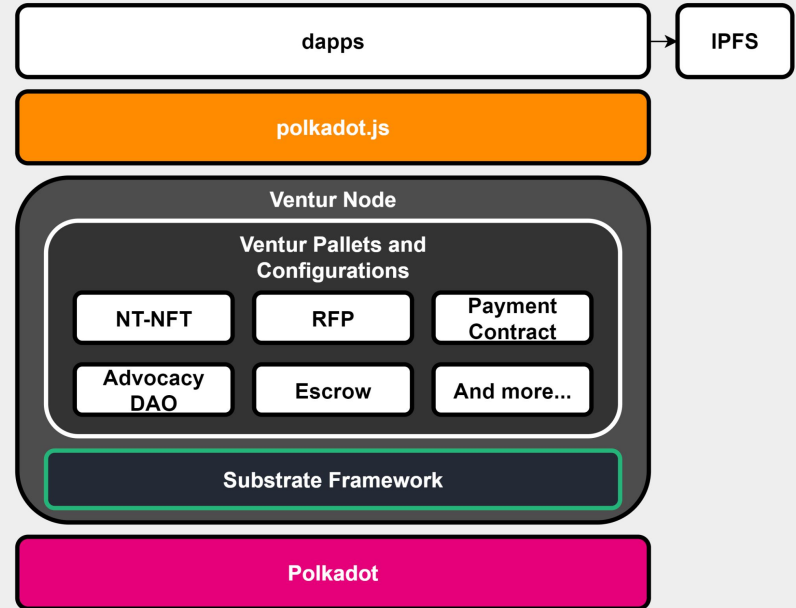 dapps
IPFS
polkadot.js
Ventur Node
Ventur Pallets and
Configurations
NT-NFT
RFP
Payment
Contract
Advocacy
DAO
Escrow
And more...
Substrate Framework
Polkadot